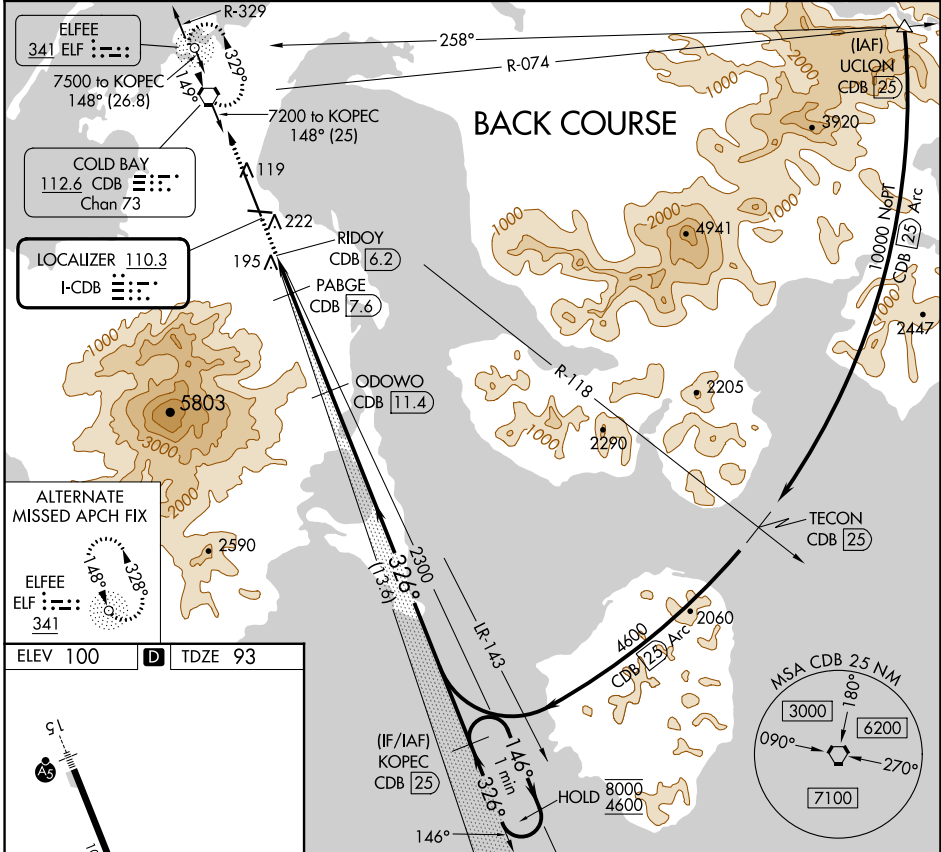 R-329
ELFEE
341 ELF
7500 to KOPEC
148° (26.8)
149°
329°
258°
R-074
(IAF)
UCLON
CDB 25
7200 to KOPEC
148° (25)
BACK COURSE
2000
1000
3920
COLD BAY
112.6 CDB
Chan 73
119
222
LOCALIZER 110.3
I-CDB
195
RIDOY
CDB 6.2
PABGE
CDB 7.6
1000
2000
1000
4941
10000 NoPT
CDB 25 Arc
1000
2447
1000
5803
3000
2000
ODOWO
CDB 11.4
R-118
2205
1000
2290
TECON
CDB 25
ALTERNATE
MISSED APCH FIX
ELFEE
ELF
341
148°
328°
2590
326°
2300
(13.6)
LR-143
4600
CDB 25 Arc
2060
ELEV 100
D
TDZE 93
15
A5
(IF/IAF)
KOPEC
CDB 25
146°
1 min
326°
HOLD
8000
4600
146°
MSA CDB 25 NM
3000
180°
6200
090°
270°
7100